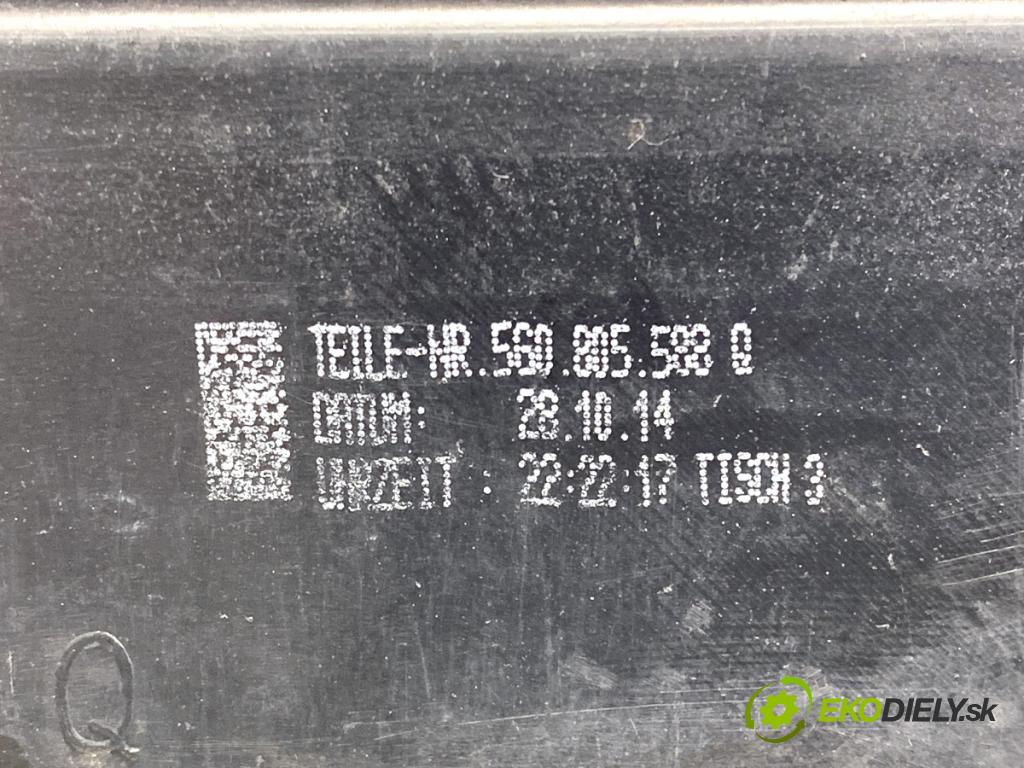 TEILE-NR.5G0.805.588 Q
DATUM: 28.10.14
UHRZEIT : 22:22:17 TISCH 3
Q
EKODIELY.sk